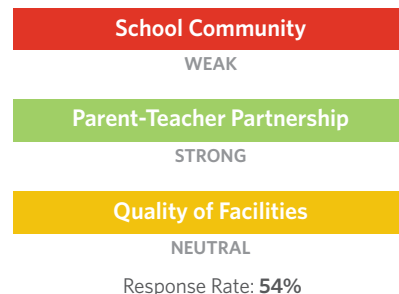 School Community
WEAK
Parent-Teacher Partnership
STRONG
Quality of Facilities
NEUTRAL
Response Rate: 54%